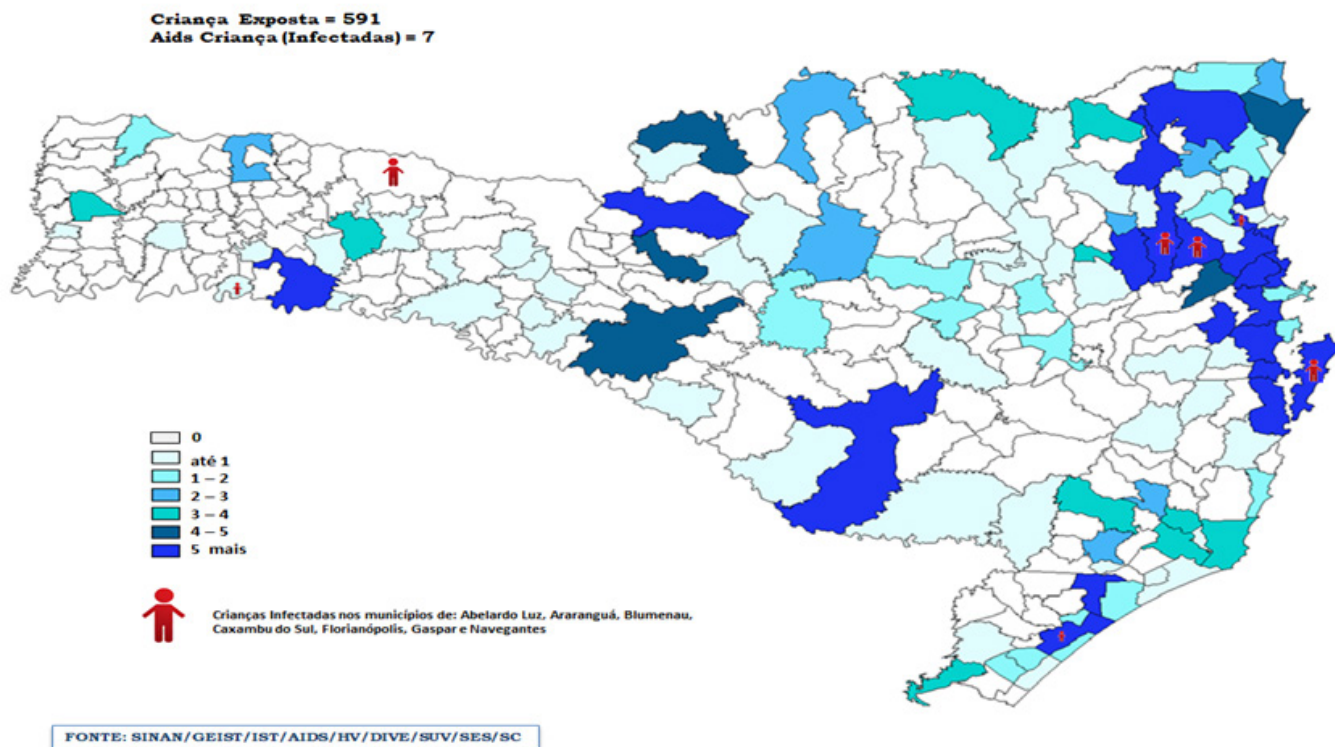 Criança Exposta = 591
Aids Criança (Infectadas) = 7
0
até 1
1 – 2
2 – 3
3 – 4
4 – 5
5 mais
Crianças Infectadas nos municípios de: Abelardo Luz, Araranguá, Blumenau,
Caxambu do Sul, Florianópolis, Gaspar e Navegantes
FONTE: SINAN/GEIST/IST/AIDS/HV/DIVE/SUV/SES/SC